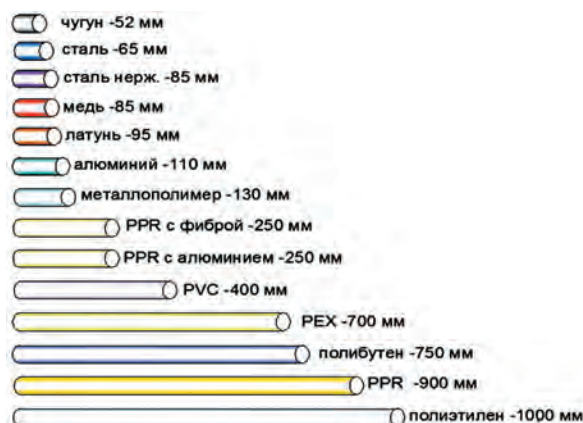 чугун -52 мм
сталь -65 мм
сталь нерж. -85 мм
медь -85 мм
латунь -95 мм
алюминий -110 мм
металлополимер -130 мм
PPR с фиброй -250 мм
PPR с алюминием -250 мм
PVC -400 мм
PEX -700 мм
полибутен -750 мм
PPR -900 мм
полиэтилен -1000 мм